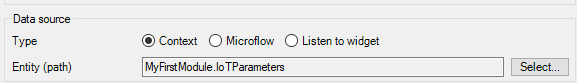 Data source
Type Context Microflow Listen to widget
Entity (path) MyFirstModule.IoTParameters Select...